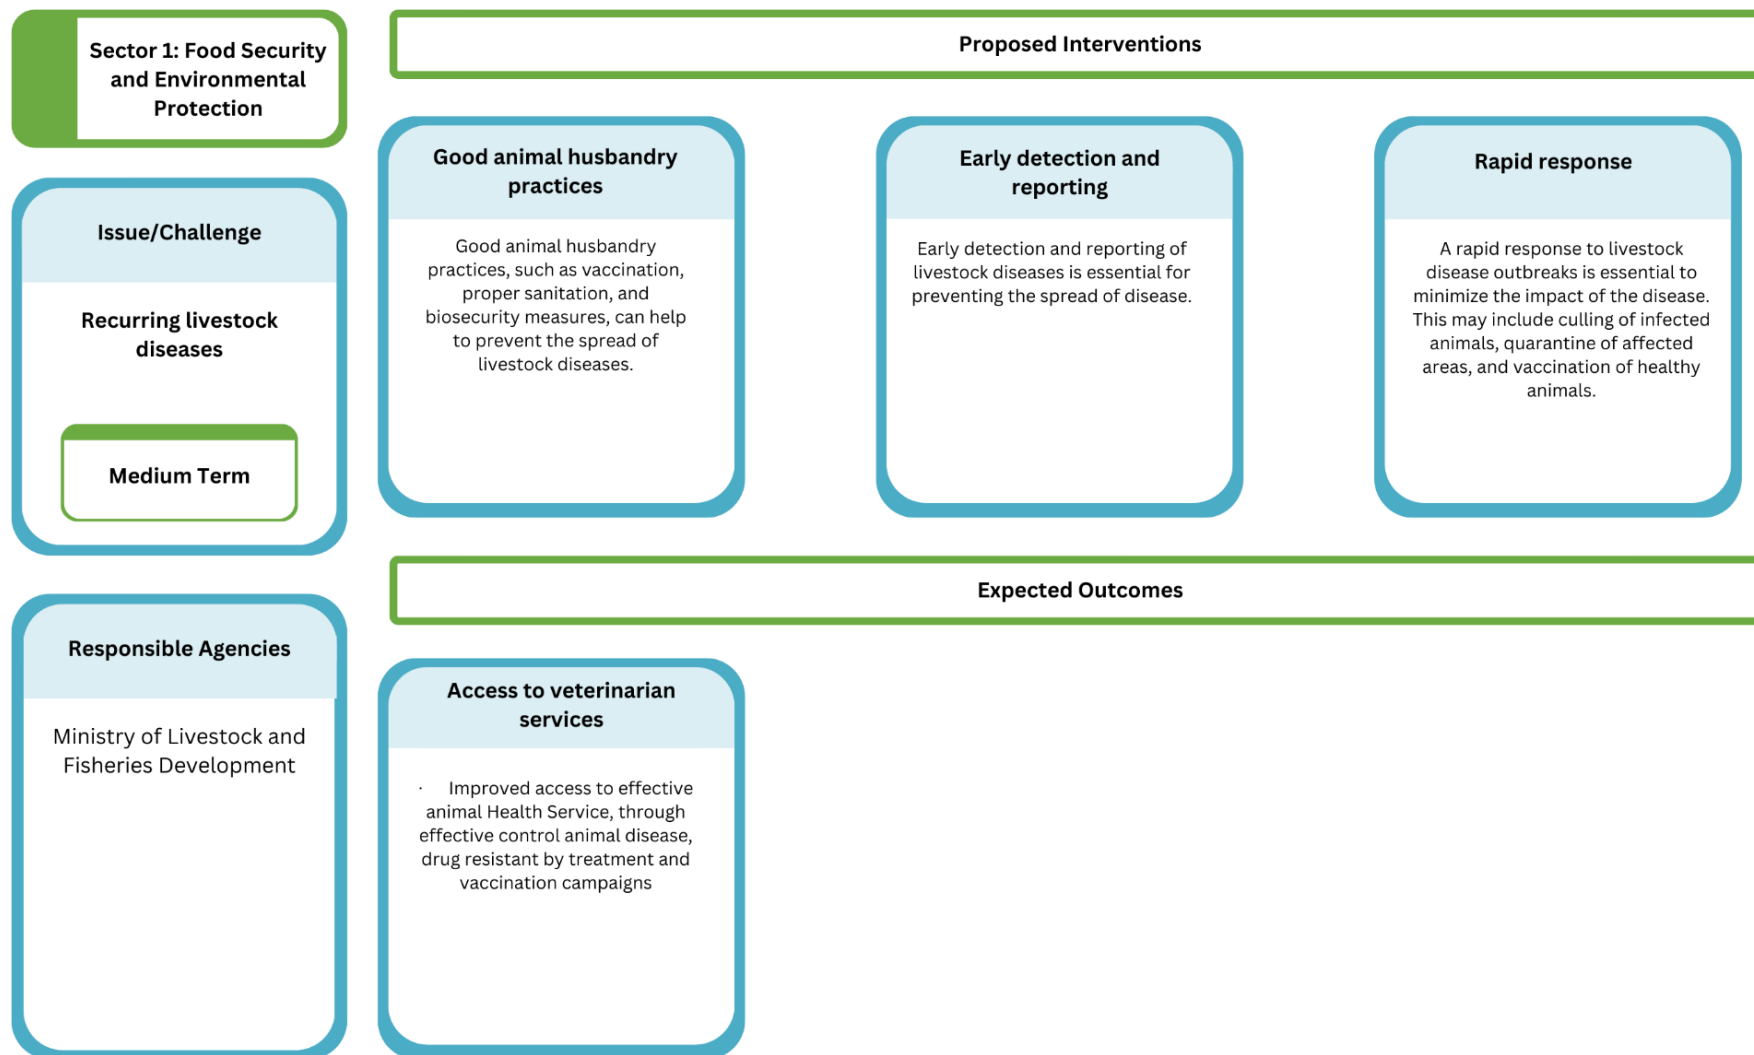 Sector 1: Food Security
and Environmental
Protection
Issue/Challenge
Recurring livestock
diseases
Medium Term
Responsible Agencies
Ministry of Livestock and
Fisheries Development
Proposed Interventions
Good animal husbandry
practices
Good animal husbandry
practices, such as vaccination,
proper sanitation, and
biosecurity measures, can help
to prevent the spread of
livestock diseases.
Early detection and
reporting
Early detection and reporting of
livestock diseases is essential for
preventing the spread of disease.
Rapid response
A rapid response to livestock
disease outbreaks is essential to
minimize the impact of the disease.
This may include culling of infected
animals, quarantine of affected
areas, and vaccination of healthy
animals.
Expected Outcomes
Access to veterinarian
services
· Improved access to effective
animal Health Service, through
effective control animal disease,
drug resistant by treatment and
vaccination campaigns